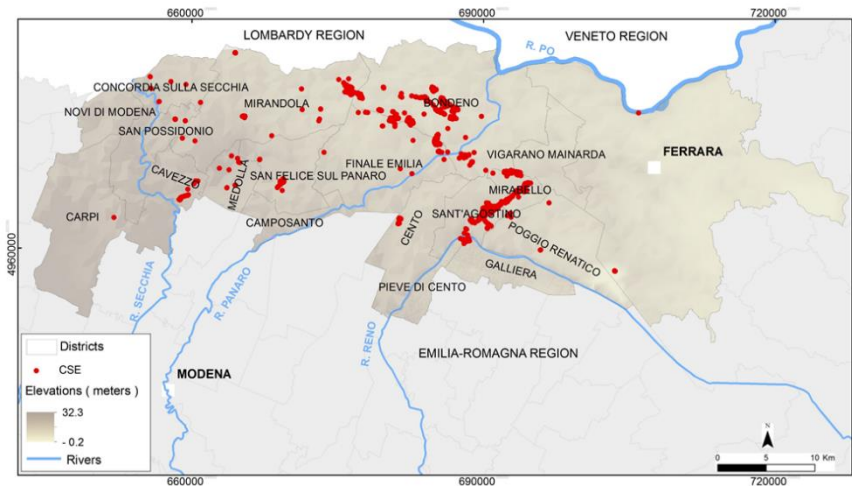 660000
690000
720000
LOMBARDY REGION
VENETO REGION
R. PO
CONCORDIA SULLA SECCHIA
NOVI DI MODENA
MIRANDOLA
BONDENO
SAN POSSIDONIO
FERRARA
VIGARANO MAINARDA
FINALE EMILIA
CAVEZZO
MEDOLLA
SAN FELICE SUL PANARO
MIRABELLO
CARPI
CAMPOSANTO
CENTO
SANT'AGOSTINO
POGGIO RENATICO
4960000
4960000
GALLIERA
R. SECCHIA
R. PANARO
PIEVE DI CENTO
R. RENO
EMILIA-ROMAGNA REGION
MODENA
Districts
CSE
Elevations ( meters )
32.3
- 0.2
Rivers
N
0 5 10 Km
660000
690000
720000